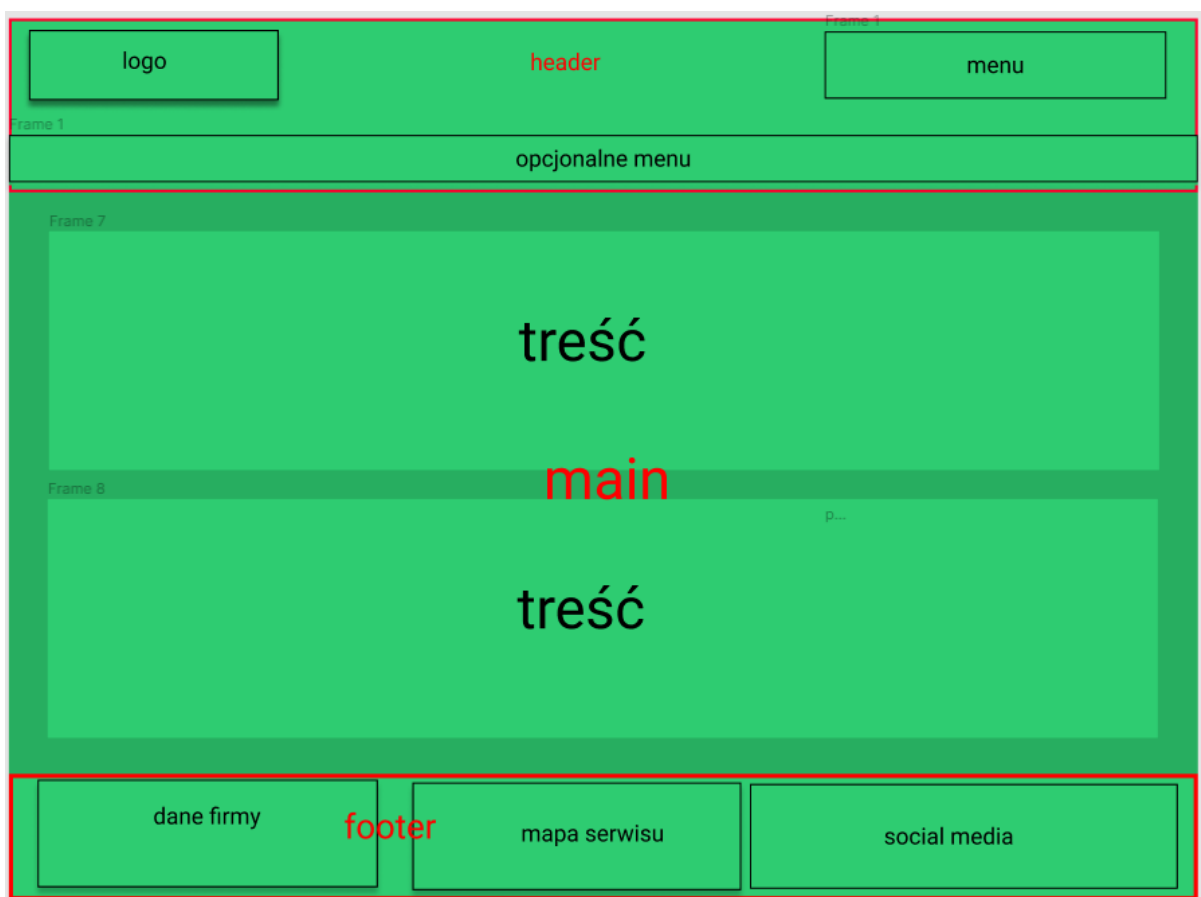 Frame 1
logo
header
menu
Frame 1
opcjonalne menu
Frame 7
treść
main
Frame 8
p...
treść
dane firmy
footer
mapa serwisu
social media